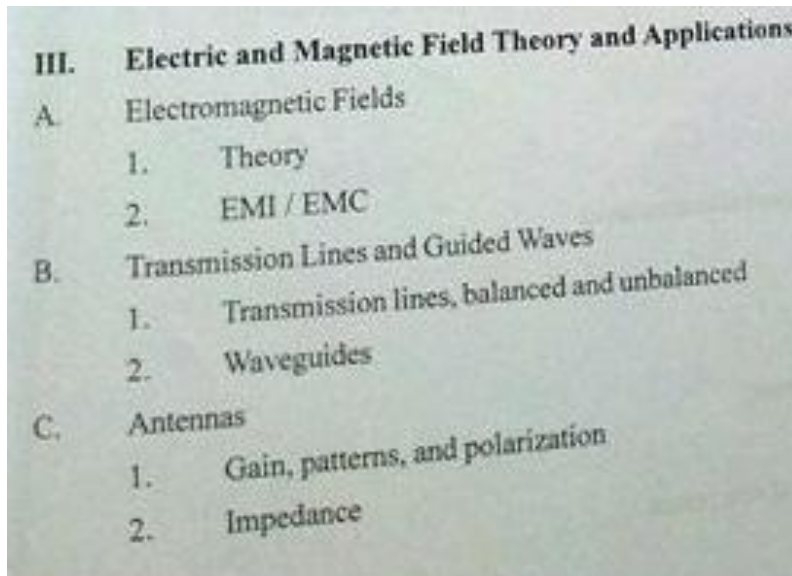 III. Electric and Magnetic Field Theory and Applications
A. Electromagnetic Fields
1. Theory
2. EMI / EMC
B. Transmission Lines and Guided Waves
1. Transmission lines, balanced and unbalanced
2. Waveguides
C. Antennas
1. Gain, patterns, and polarization
2. Impedance